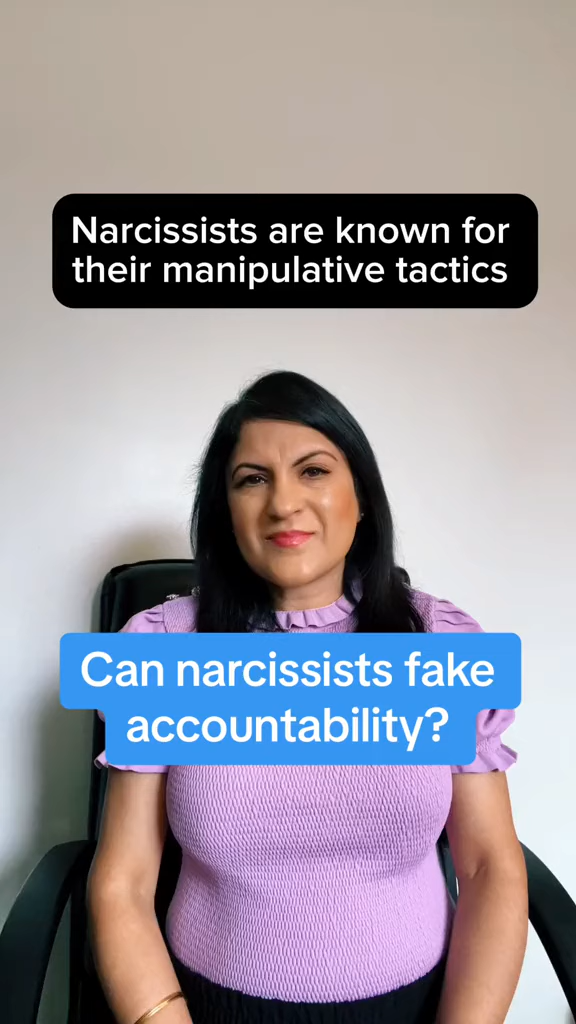 Narcissists are known for
their manipulative tactics
Can narcissists fake
accountability?